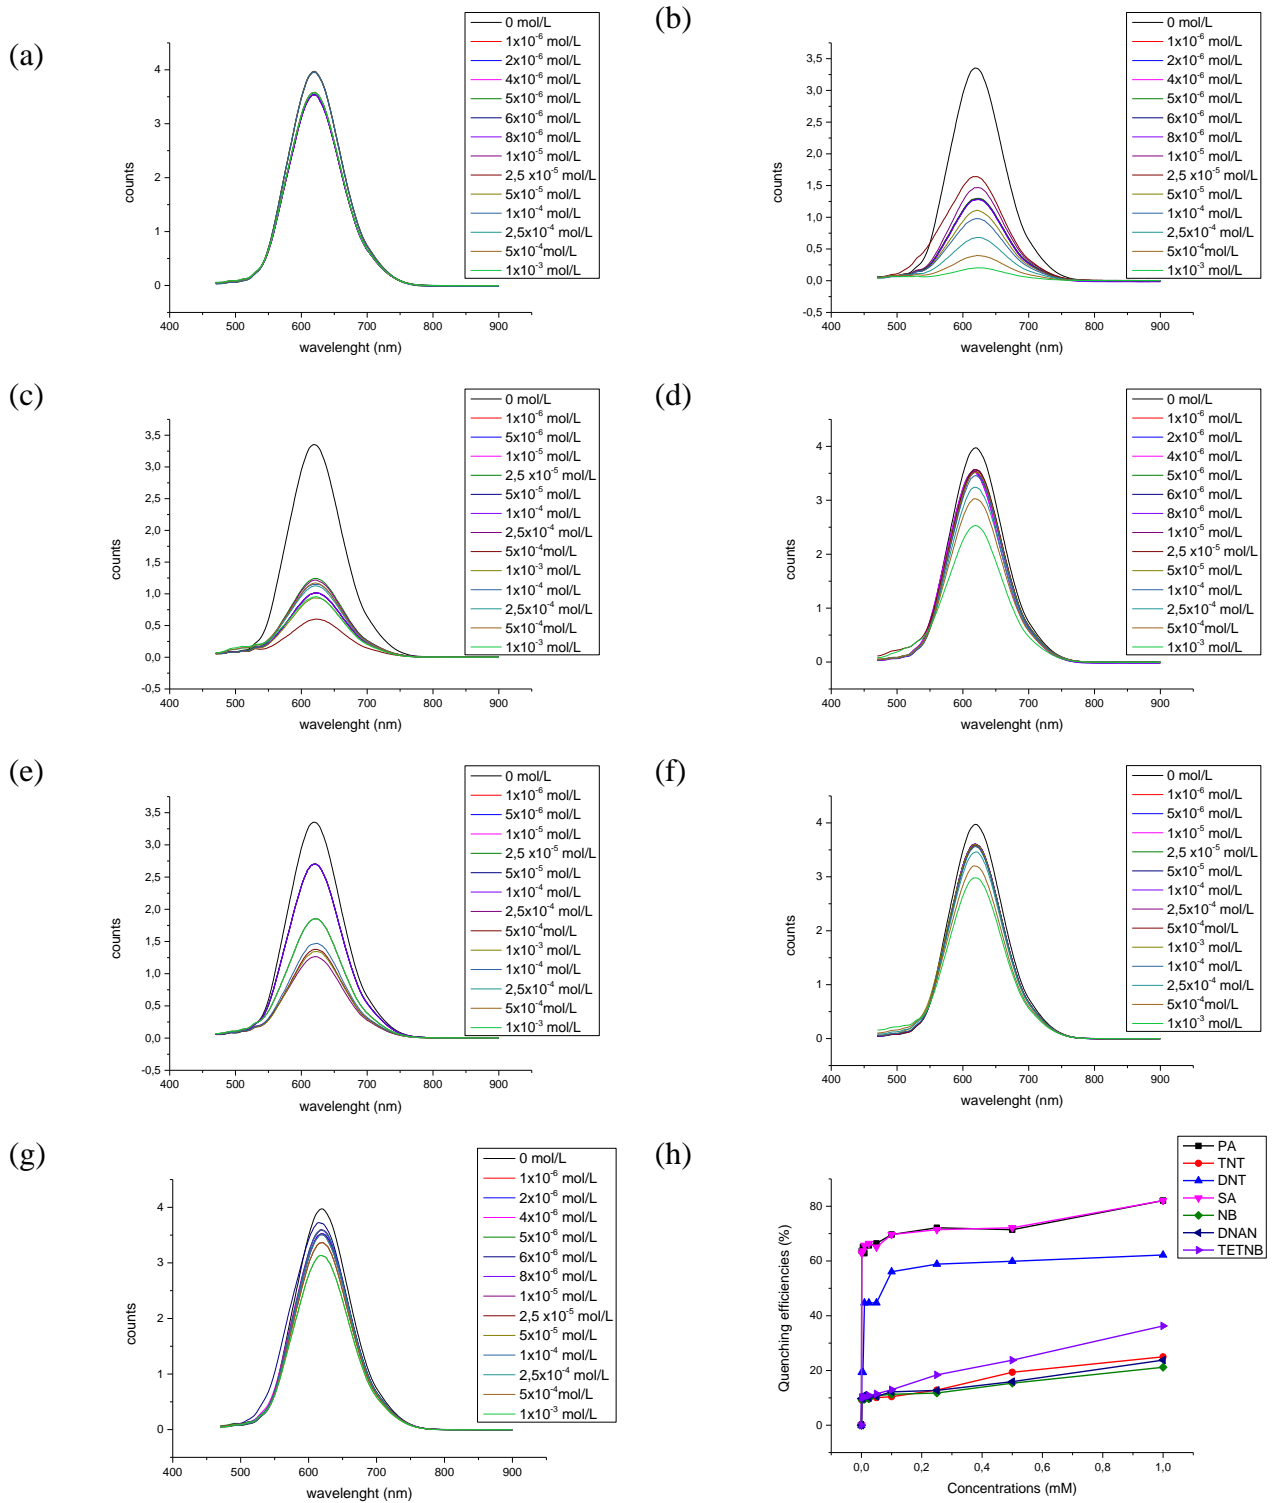 (a)
0 mol/L
1x10⁻⁶ mol/L
2x10⁻⁶ mol/L
4x10⁻⁶ mol/L
5x10⁻⁶ mol/L
6x10⁻⁶ mol/L
8x10⁻⁶ mol/L
1x10⁻⁵ mol/L
2,5 x10⁻⁵ mol/L
5x10⁻⁵ mol/L
1x10⁻⁴ mol/L
2,5x10⁻⁴ mol/L
5x10⁻⁴mol/L
1x10⁻³ mol/L
4
3
2
1
0
counts
400 500 600 700 800 900
wavelenght (nm)
(b)
0 mol/L
1x10⁻⁶ mol/L
2x10⁻⁶ mol/L
4x10⁻⁶ mol/L
5x10⁻⁶ mol/L
6x10⁻⁶ mol/L
8x10⁻⁶ mol/L
1x10⁻⁵ mol/L
2,5 x10⁻⁵ mol/L
5x10⁻⁵ mol/L
1x10⁻⁴ mol/L
2,5x10⁻⁴ mol/L
5x10⁻⁴mol/L
1x10⁻³ mol/L
3,5
3,0
2,5
2,0
1,5
1,0
0,5
0,0
-0,5
counts
400 500 600 700 800 900
wavelenght (nm)
(c)
0 mol/L
1x10⁻⁶ mol/L
5x10⁻⁶ mol/L
1x10⁻⁵ mol/L
2,5 x10⁻⁵ mol/L
5x10⁻⁵ mol/L
1x10⁻⁴ mol/L
2,5x10⁻⁴ mol/L
5x10⁻⁴mol/L
1x10⁻³ mol/L
1x10⁻⁴ mol/L
2,5x10⁻⁴ mol/L
5x10⁻⁴mol/L
1x10⁻³ mol/L
3,5
3,0
2,5
2,0
1,5
1,0
0,5
0,0
-0,5
counts
400 500 600 700 800 900
wavelenght (nm)
(d)
0 mol/L
1x10⁻⁶ mol/L
2x10⁻⁶ mol/L
4x10⁻⁶ mol/L
5x10⁻⁶ mol/L
6x10⁻⁶ mol/L
8x10⁻⁶ mol/L
1x10⁻⁵ mol/L
2,5 x10⁻⁵ mol/L
5x10⁻⁵ mol/L
1x10⁻⁴ mol/L
2,5x10⁻⁴ mol/L
5x10⁻⁴mol/L
1x10⁻³ mol/L
4
3
2
1
0
counts
400 500 600 700 800 900
wavelenght (nm)
(e)
0 mol/L
1x10⁻⁶ mol/L
5x10⁻⁶ mol/L
1x10⁻⁵ mol/L
2,5 x10⁻⁵ mol/L
5x10⁻⁵ mol/L
1x10⁻⁴ mol/L
2,5x10⁻⁴ mol/L
5x10⁻⁴mol/L
1x10⁻³ mol/L
1x10⁻⁴ mol/L
2,5x10⁻⁴ mol/L
5x10⁻⁴mol/L
1x10⁻³ mol/L
3,5
3,0
2,5
2,0
1,5
1,0
0,5
0,0
-0,5
counts
400 500 600 700 800 900
wavelenght (nm)
(f)
0 mol/L
1x10⁻⁶ mol/L
5x10⁻⁶ mol/L
1x10⁻⁵ mol/L
2,5 x10⁻⁵ mol/L
5x10⁻⁵ mol/L
1x10⁻⁴ mol/L
2,5x10⁻⁴ mol/L
5x10⁻⁴mol/L
1x10⁻³ mol/L
1x10⁻⁴ mol/L
2,5x10⁻⁴ mol/L
5x10⁻⁴mol/L
1x10⁻³ mol/L
4
3
2
1
0
counts
400 500 600 700 800 900
wavelenght (nm)
(g)
0 mol/L
1x10⁻⁶ mol/L
2x10⁻⁶ mol/L
4x10⁻⁶ mol/L
5x10⁻⁶ mol/L
6x10⁻⁶ mol/L
8x10⁻⁶ mol/L
1x10⁻⁵ mol/L
2,5 x10⁻⁵ mol/L
5x10⁻⁵ mol/L
1x10⁻⁴ mol/L
2,5x10⁻⁴ mol/L
5x10⁻⁴mol/L
1x10⁻³ mol/L
4
3
2
1
0
counts
400 500 600 700 800 900
wavelenght (nm)
(h)
PA
TNT
DNT
SA
NB
DNAN
TETNB
80
60
40
20
0
Quenching efficiencies (%)
0,0 0,2 0,4 0,6 0,8 1,0
Concentrations (mM)